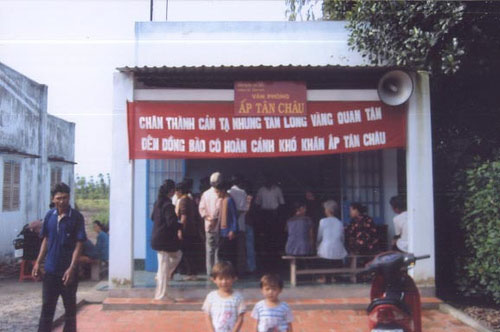 VĂN PHÒNG
ẤP TÂN CHÂU
CHÂN THÀNH CẢM TẠ NHỮNG TẤM LÒNG VÀNG QUAN TÂM
ĐẾN ĐỒNG BÀO CÓ HOÀN CẢNH KHÓ KHĂN ẤP TÂN CHÂU